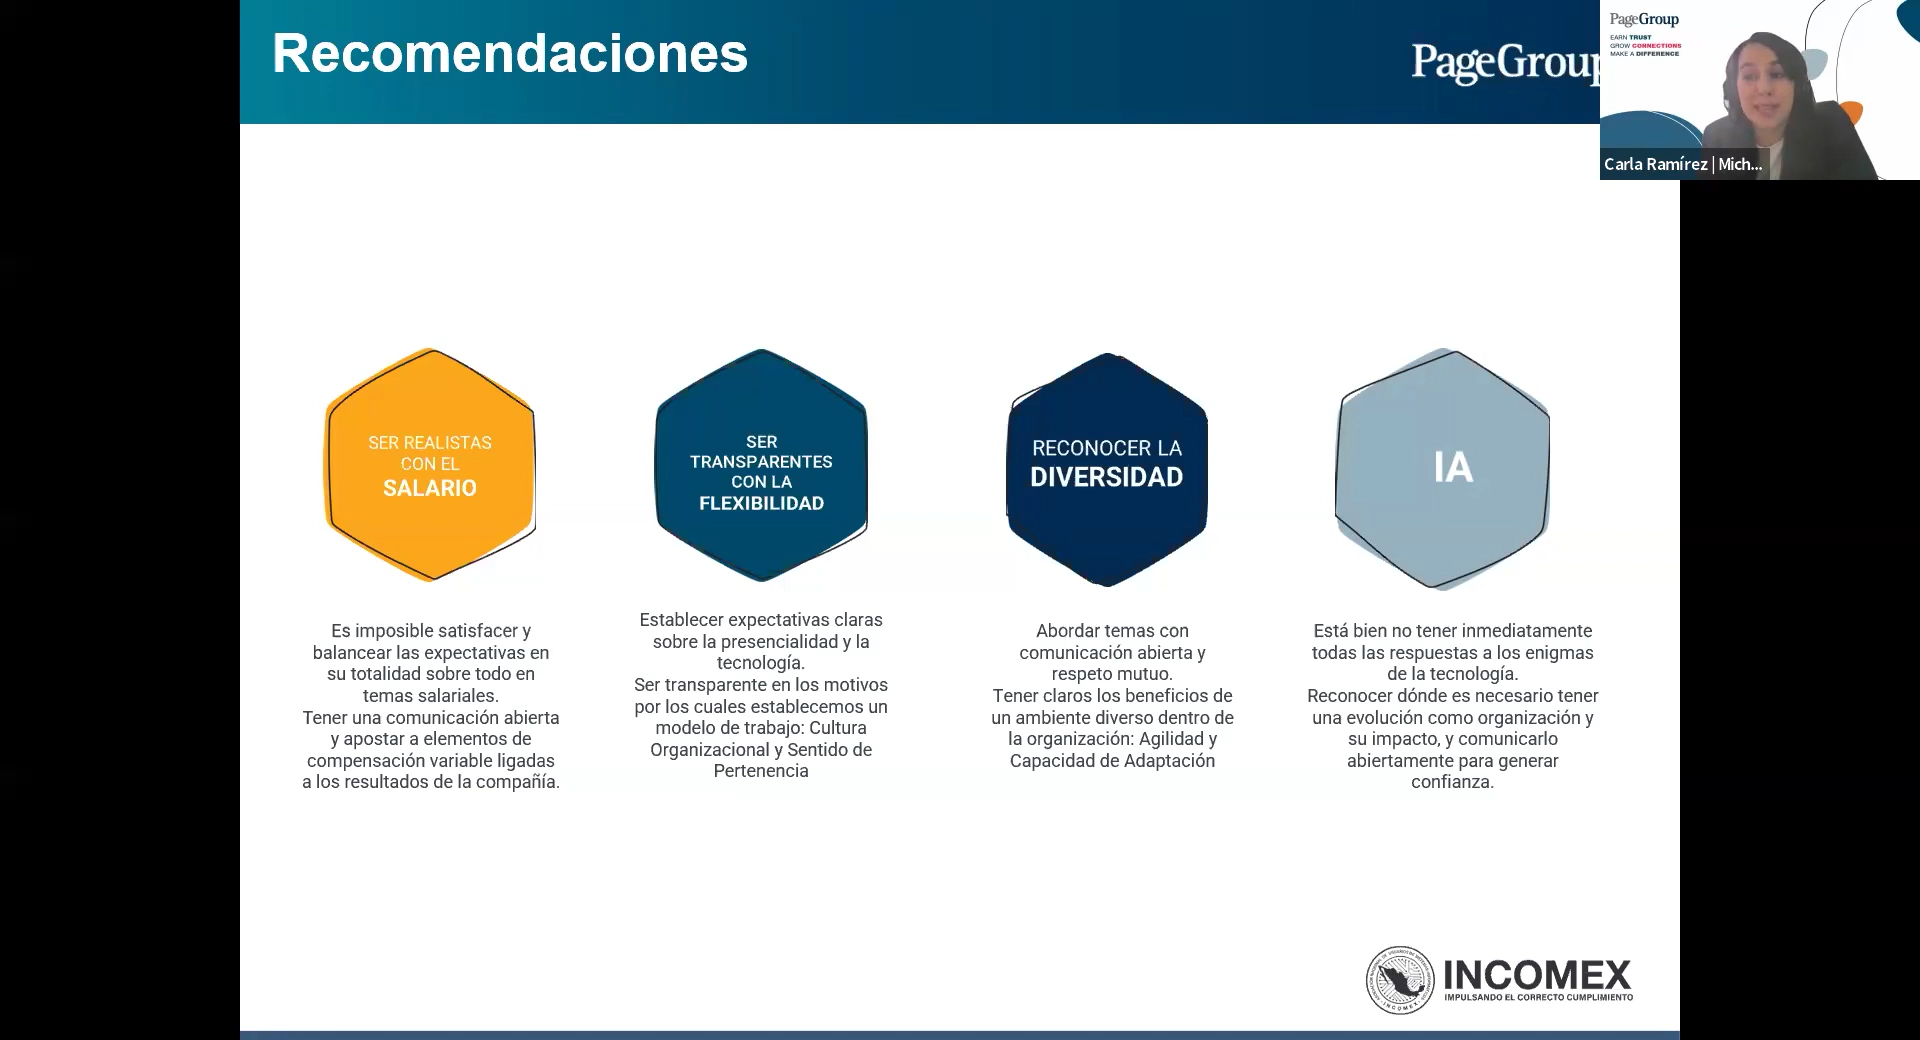 Recomendaciones
PageGroup
PageGroup
EARN TRUST
GROW CONNECTIONS
MAKE A DIFFERENCE
Carla Ramírez | Mich...
SER REALISTAS
CON EL
SALARIO
Es imposible satisfacer y
balancear las expectativas en
su totalidad sobre todo en
temas salariales.
Tener una comunicación abierta
y apostar a elementos de
compensación variable ligadas
a los resultados de la compañía.
SER
TRANSPARENTES
CON LA
FLEXIBILIDAD
Establecer expectativas claras
sobre la presencialidad y la
tecnología.
Ser transparente en los motivos
por los cuales establecemos un
modelo de trabajo: Cultura
Organizacional y Sentido de
Pertenencia
RECONOCER LA
DIVERSIDAD
Abordar temas con
comunicación abierta y
respeto mutuo.
Tener claros los beneficios de
un ambiente diverso dentro de
la organización: Agilidad y
Capacidad de Adaptación
IA
Está bien no tener inmediatamente
todas las respuestas a los enigmas
de la tecnología.
Reconocer dónde es necesario tener
una evolución como organización y
su impacto, y comunicarlo
abiertamente para generar
confianza.
INCOMEX
IMPULSANDO EL CORRECTO CUMPLIMIENTO